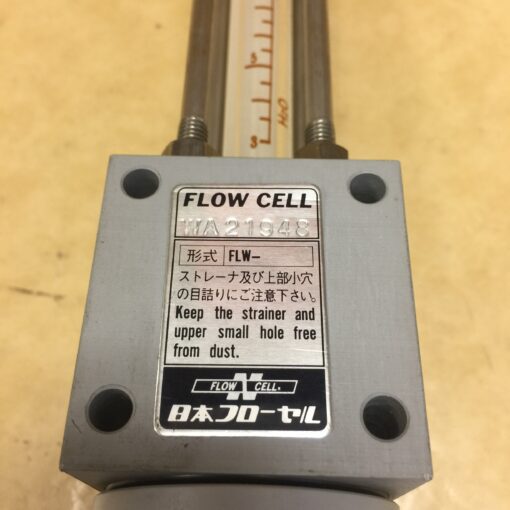 H2O
FLOW CELL
WA21948
形式 FLW-
ストレーナ及び上部小穴
の目詰りにご注意下さい。
Keep the strainer and
upper small hole free
from dust.
FLOW N CELL.
日本フローセル